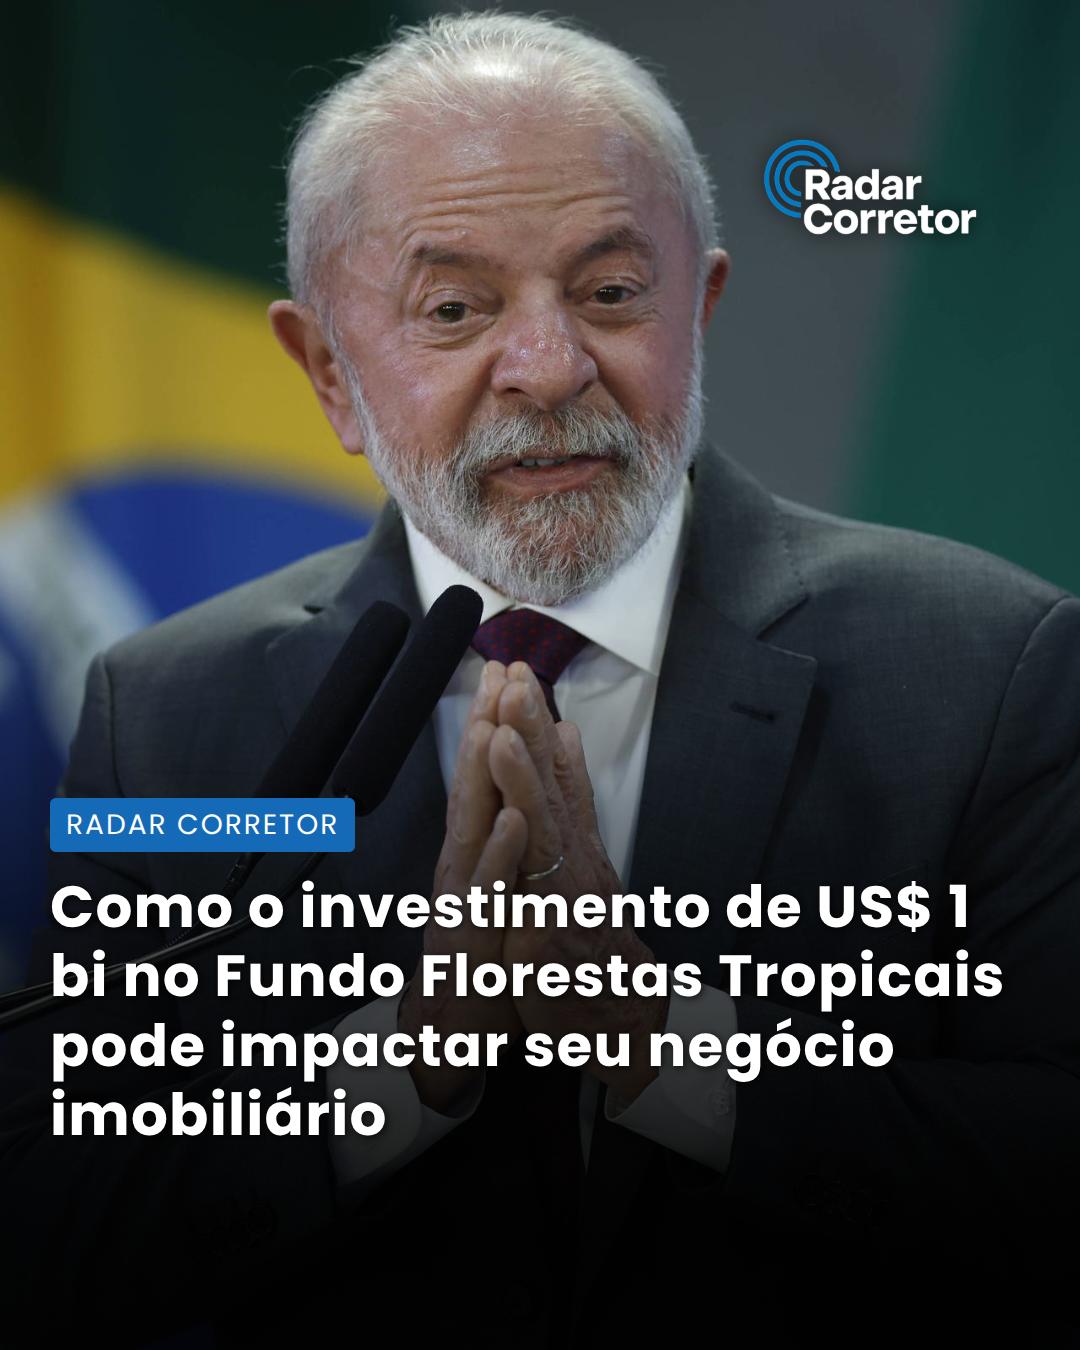 Radar
Corretor
RADAR CORRETOR
Como o investimento de US$ 1
bi no Fundo Florestas Tropicais
pode impactar seu negócio
imobiliário